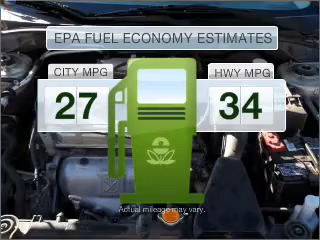 EPA FUEL ECONOMY ESTIMATES
CITY MPG
HWY MPG
27
34
Actual mileage may vary.